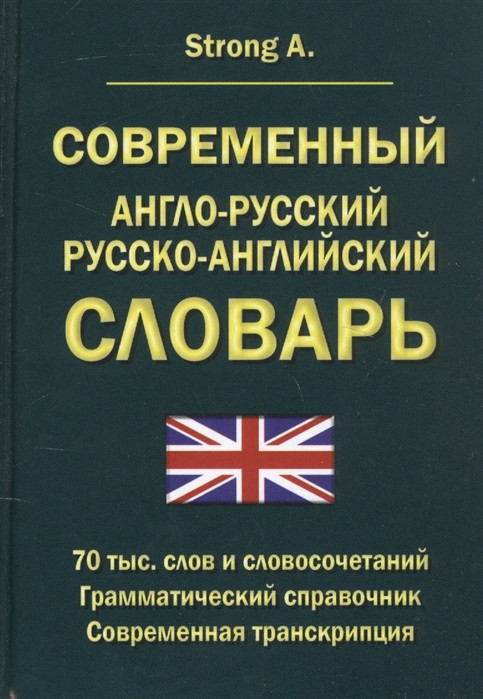 Strong A.
СОВРЕМЕННЫЙ
АНГЛО-РУССКИЙ
РУССКО-АНГЛИЙСКИЙ
СЛОВАРЬ
70 тыс. слов и словосочетаний
Грамматический справочник
Современная транскрипция